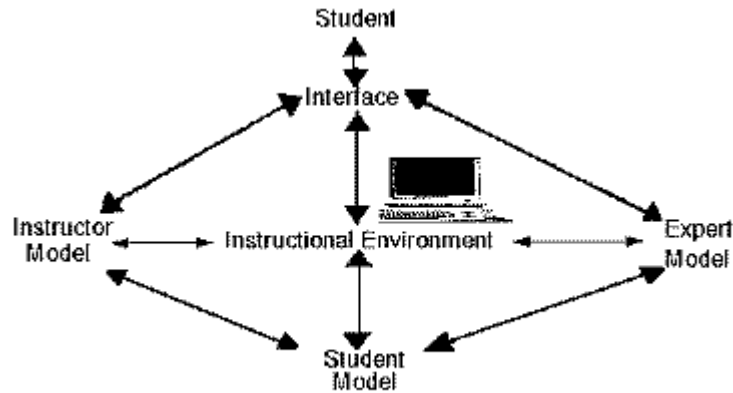 Student
Interface
Instructor
Model
Instructional Environment
Expert
Model
Student
Model